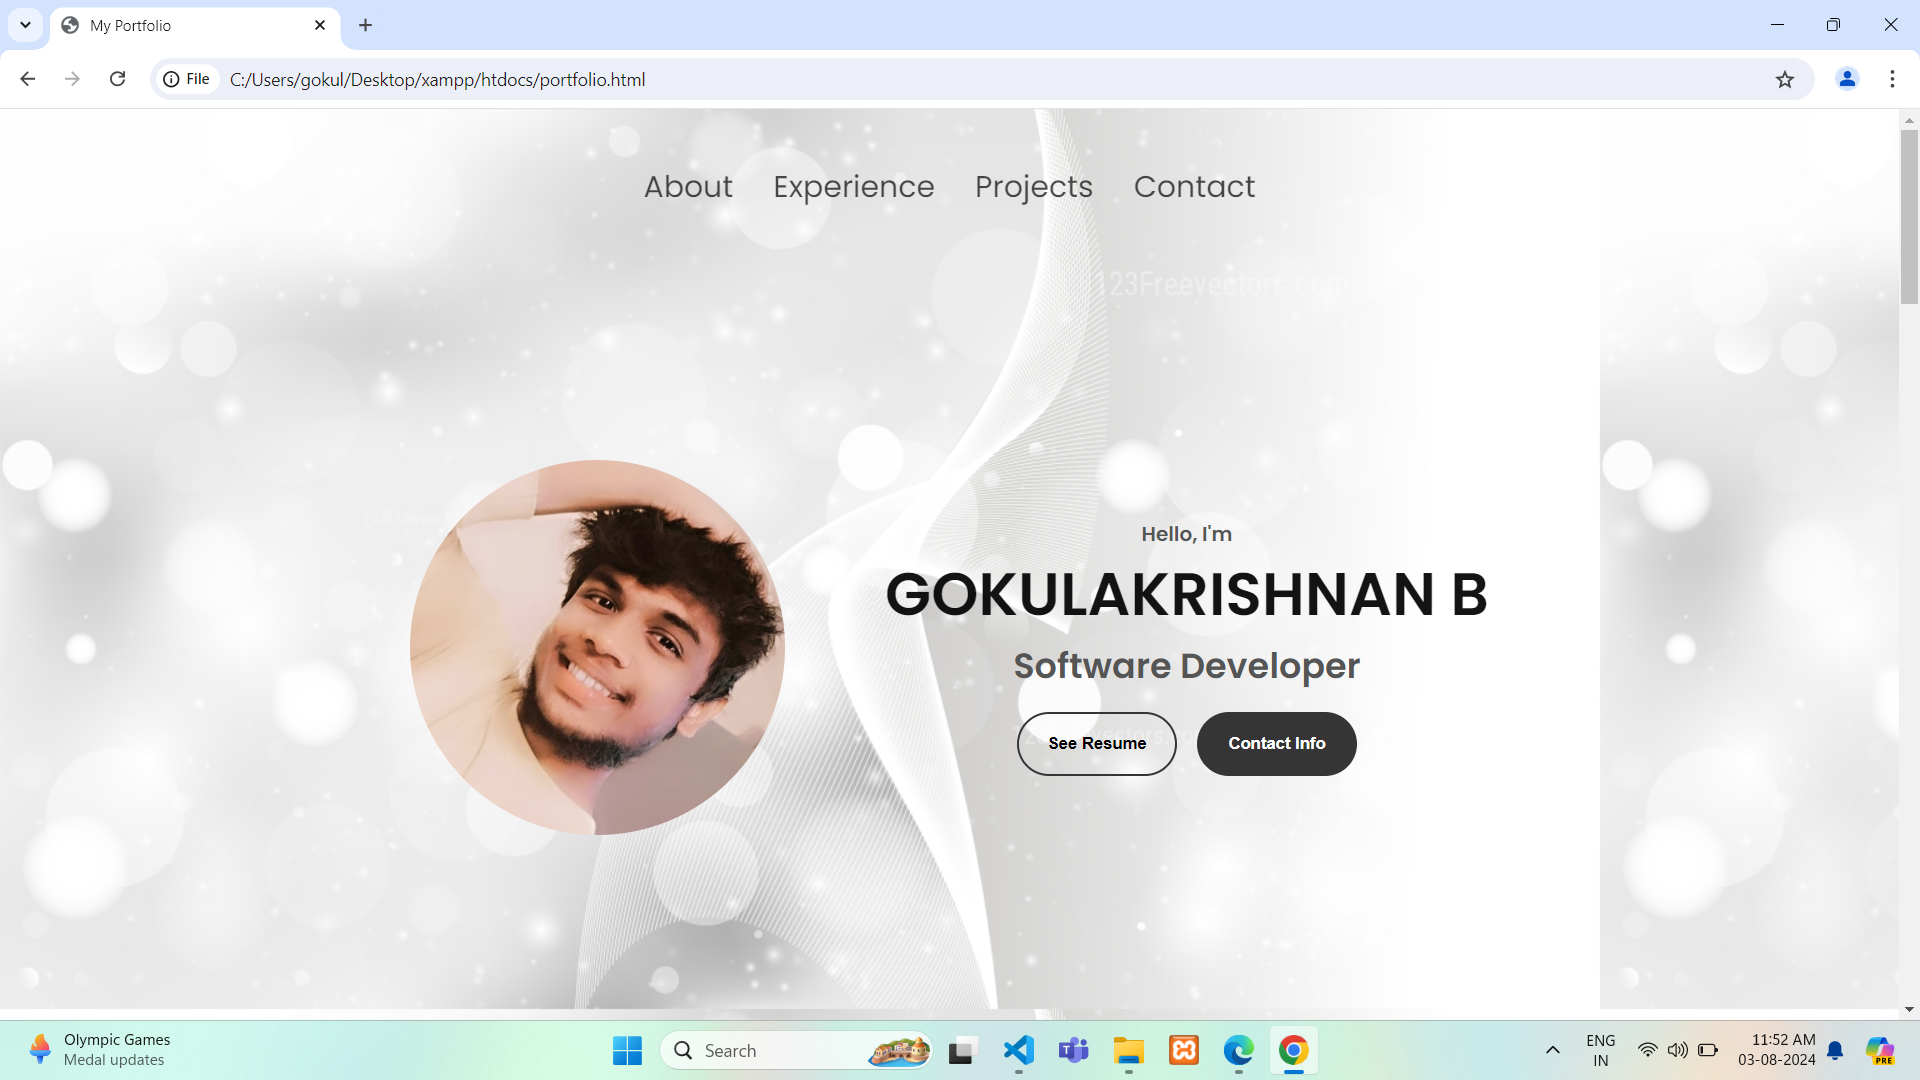 My Portfolio
File
C:/Users/gokul/Desktop/xampp/htdocs/portfolio.html
About Experience Projects Contact
123Freevectors.com
Hello, I'm
GOKULAKRISHNAN B
Software Developer
See Resume Contact Info
Olympic Games
Medal updates
Search
ENG
IN
11:52 AM
03-08-2024
PRE